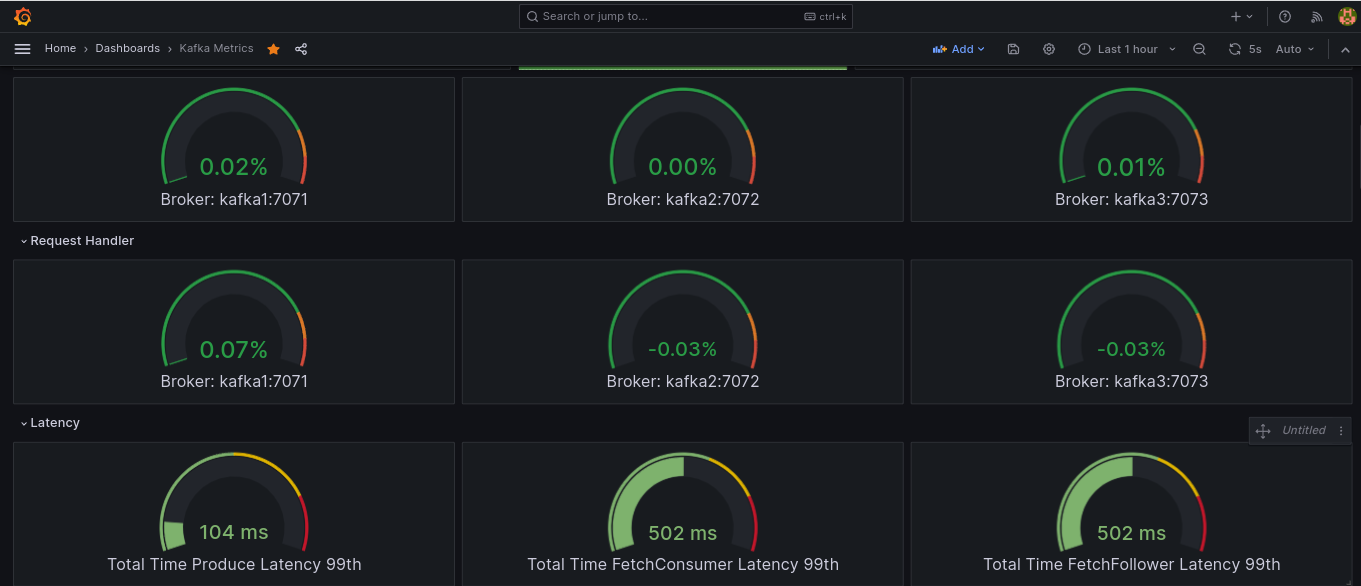 Search or jump to...
ctrl+k
Home › Dashboards › Kafka Metrics
Add
Last 1 hour
5s
Auto
0.02%
Broker: kafka1:7071
0.00%
Broker: kafka2:7072
0.01%
Broker: kafka3:7073
Request Handler
0.07%
Broker: kafka1:7071
-0.03%
Broker: kafka2:7072
-0.03%
Broker: kafka3:7073
Latency
Untitled
104 ms
Total Time Produce Latency 99th
502 ms
Total Time FetchConsumer Latency 99th
502 ms
Total Time FetchFollower Latency 99th